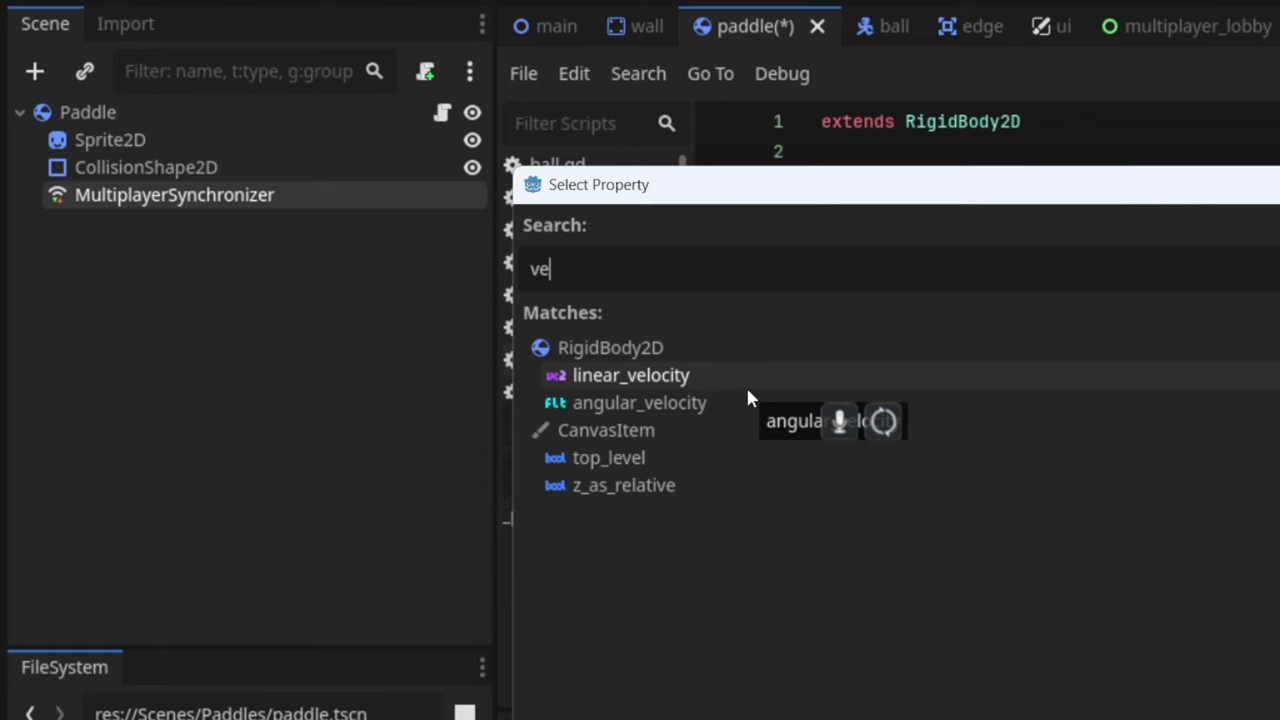 Scene Import
main wall paddle(*) ball edge ui multiplayer_lobby
Filter: name, t:type, g:group
File Edit Search Go To Debug
Paddle
Sprite2D
CollisionShape2D
MultiplayerSynchronizer
Filter Scripts
ball.gd
1 extends RigidBody2D
2
Select Property
Search:
ve
Matches:
RigidBody2D
linear_velocity
angular_velocity
CanvasItem
top_level
z_as_relative
FileSystem
res://Scenes/Paddles/paddle.tscn